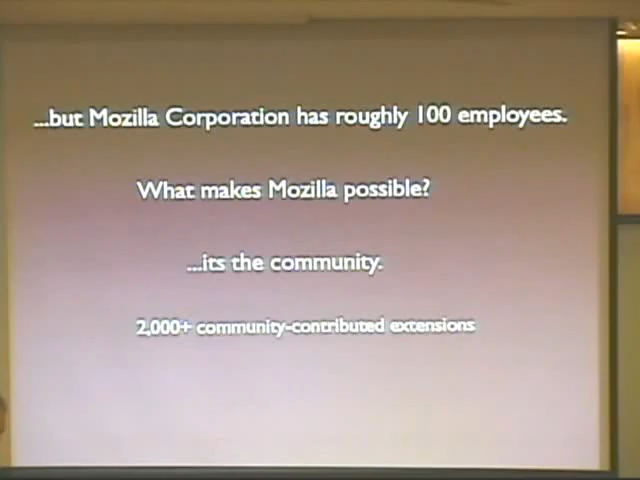 ...but Mozilla Corporation has roughly 100 employees.
What makes Mozilla possible?
...its the community.
2,000+ community-contributed extensions